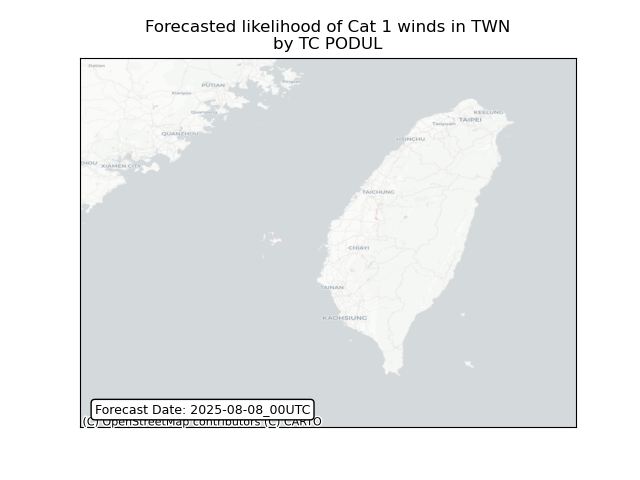 Forecasted likelihood of Cat 1 winds in TWN
by TC PODUL
PUTIAN
QUANZHOU
XIAMEN CITY
KEELUNG
TAIPEI
Taoyuan
HSINCHU
TAICHUNG
CHIAYI
TAINAN
KAOHSIUNG
Forecast Date: 2025-08-08_00UTC
(C) OpenStreetMap contributors (C) CARTO